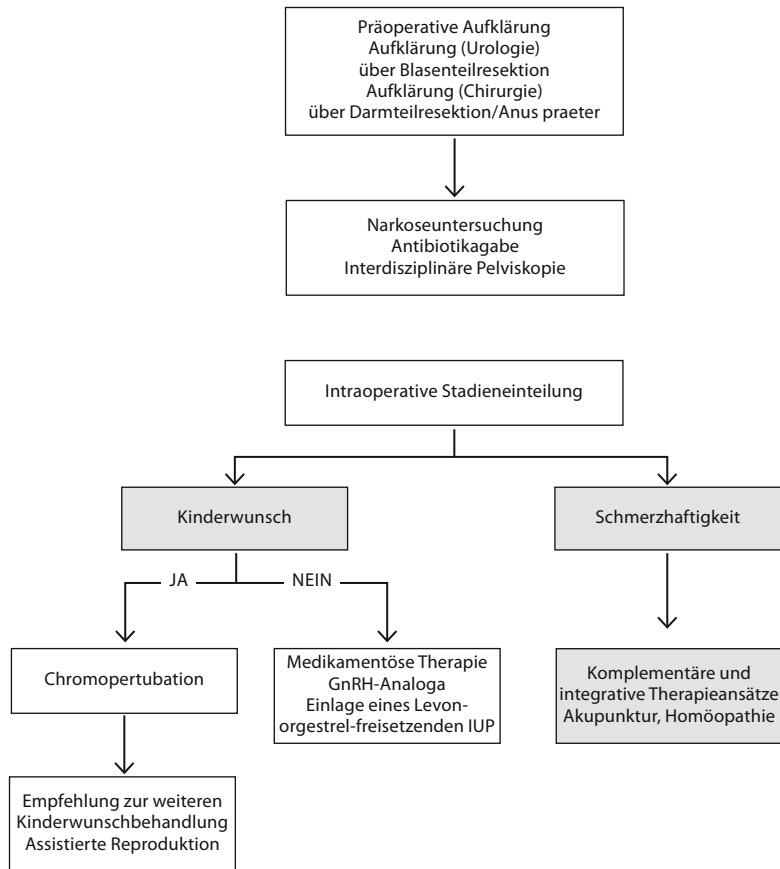 Präoperative Aufklärung
Aufklärung (Urologie)
über Blasenteilresektion
Aufklärung (Chirurgie)
über Darmteilresektion/Anus praeter
Narkoseuntersuchung
Antibiotikagabe
Interdisziplinäre Pelviskopie
Intraoperative Stadieneinteilung
Kinderwunsch
Schmerzhaftigkeit
JA
NEIN
Chromopertubation
Medikamentöse Therapie
GnRH-Analoga
Einlage eines Levon-
orgestrel-freisetzenden IUP
Komplementäre und
integrative Therapieansätze
Akupunktur, Homöopathie
Empfehlung zur weiteren
Kinderwunschbehandlung
Assistierte Reproduktion